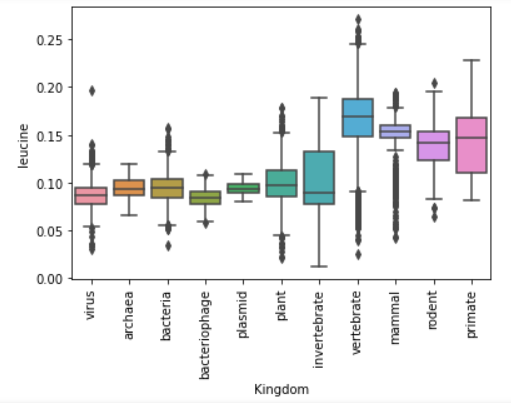 leucine
0.25
0.20
0.15
0.10
0.05
0.00
virus
archaea
bacteria
bacteriophage
plasmid
plant
invertebrate
vertebrate
mammal
rodent
primate
Kingdom